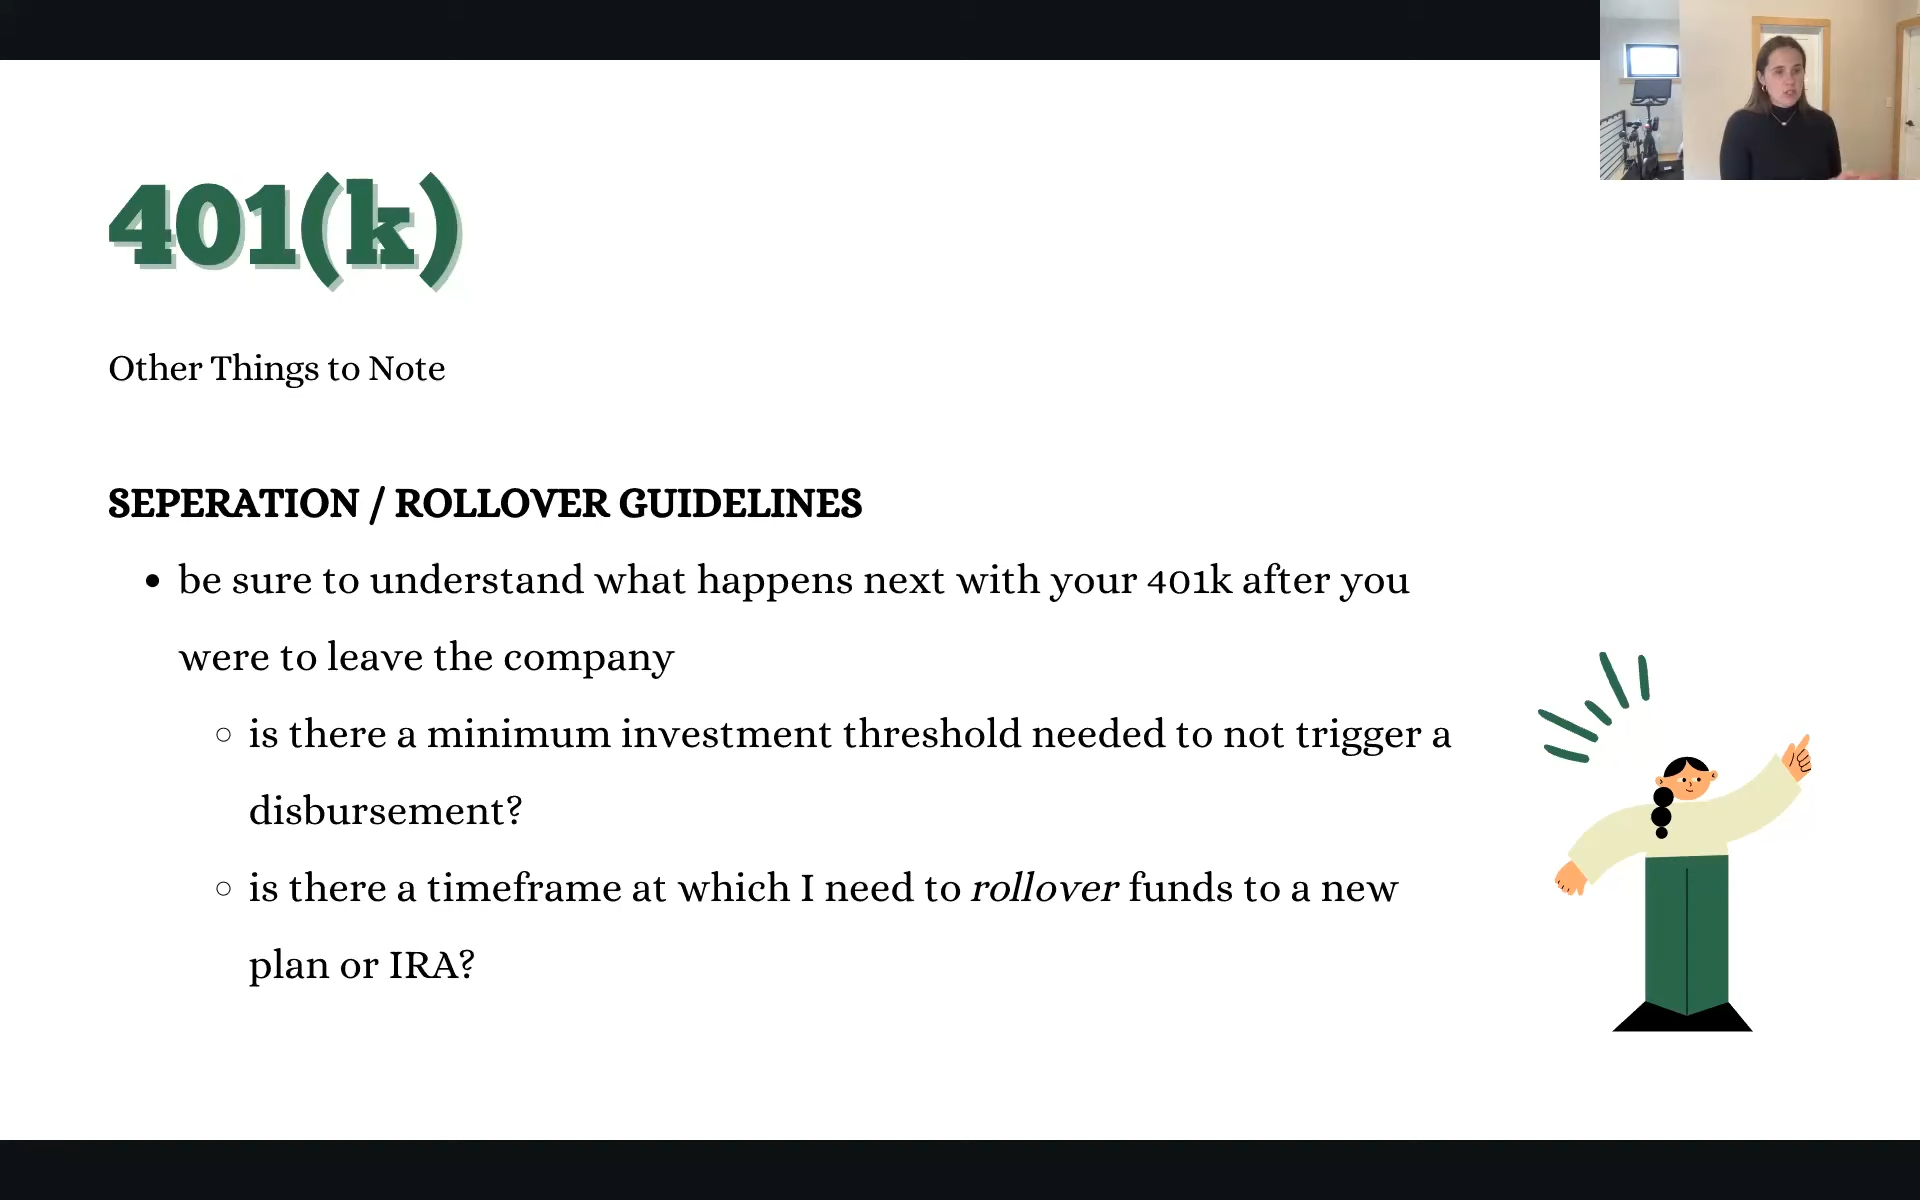 401(k)
Other Things to Note
SEPERATION / ROLLOVER GUIDELINES
• be sure to understand what happens next with your 401k after you
were to leave the company
◦ is there a minimum investment threshold needed to not trigger a
disbursement?
◦ is there a timeframe at which I need to rollover funds to a new
plan or IRA?